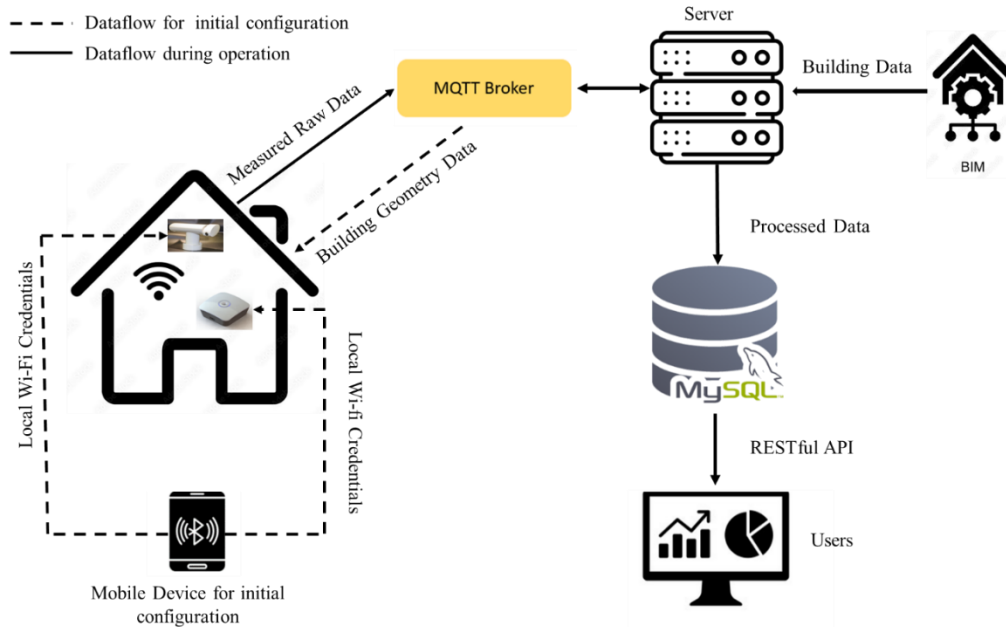 Dataflow for initial configuration
Dataflow during operation
Server
MQTT Broker
Building Data
BIM
Measured Raw Data
Building Geometry Data
Processed Data
Local Wi-Fi Credentials
Local Wi-fi Credentials
MySQL
RESTful API
Users
Mobile Device for initial
configuration